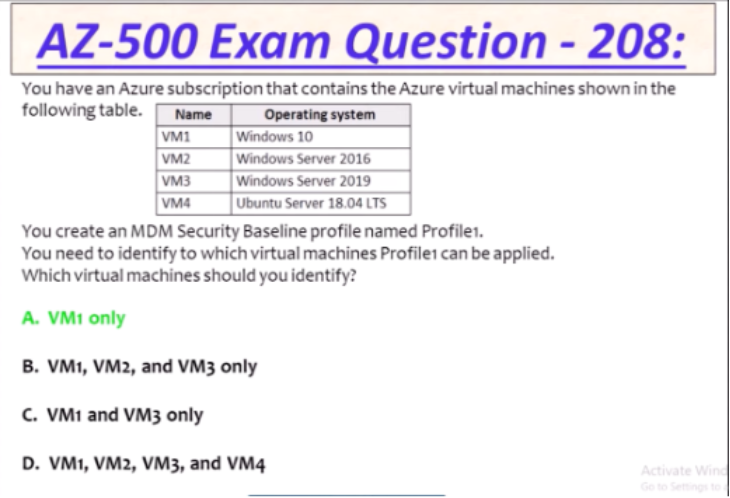 AZ-500 Exam Question - 208:
You have an Azure subscription that contains the Azure virtual machines shown in the
following table.
Name Operating system
VM1 Windows 10
VM2 Windows Server 2016
VM3 Windows Server 2019
VM4 Ubuntu Server 18.04 LTS
You create an MDM Security Baseline profile named Profile1.
You need to identify to which virtual machines Profile1 can be applied.
Which virtual machines should you identify?
A. VM1 only
B. VM1, VM2, and VM3 only
C. VM1 and VM3 only
D. VM1, VM2, VM3, and VM4
Activate Wind
Go to Settings to